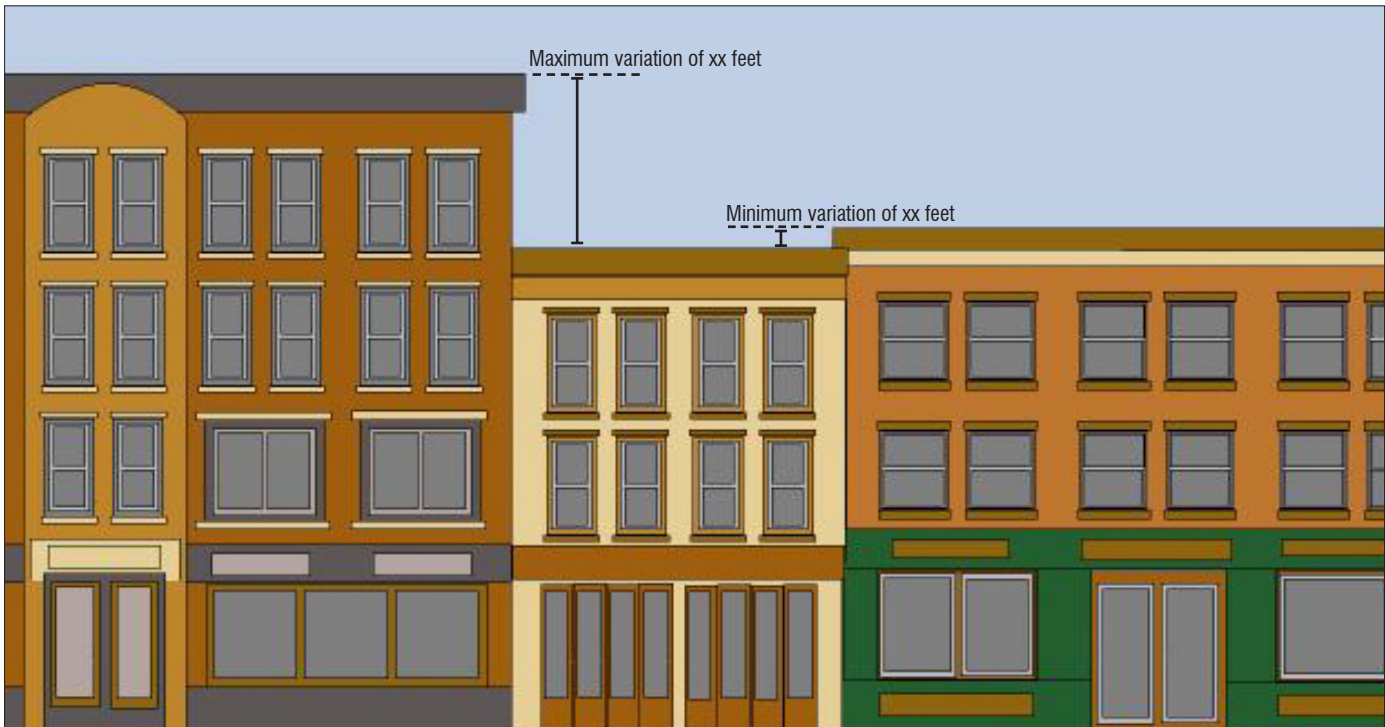 Maximum variation of xx feet
Minimum variation of xx feet